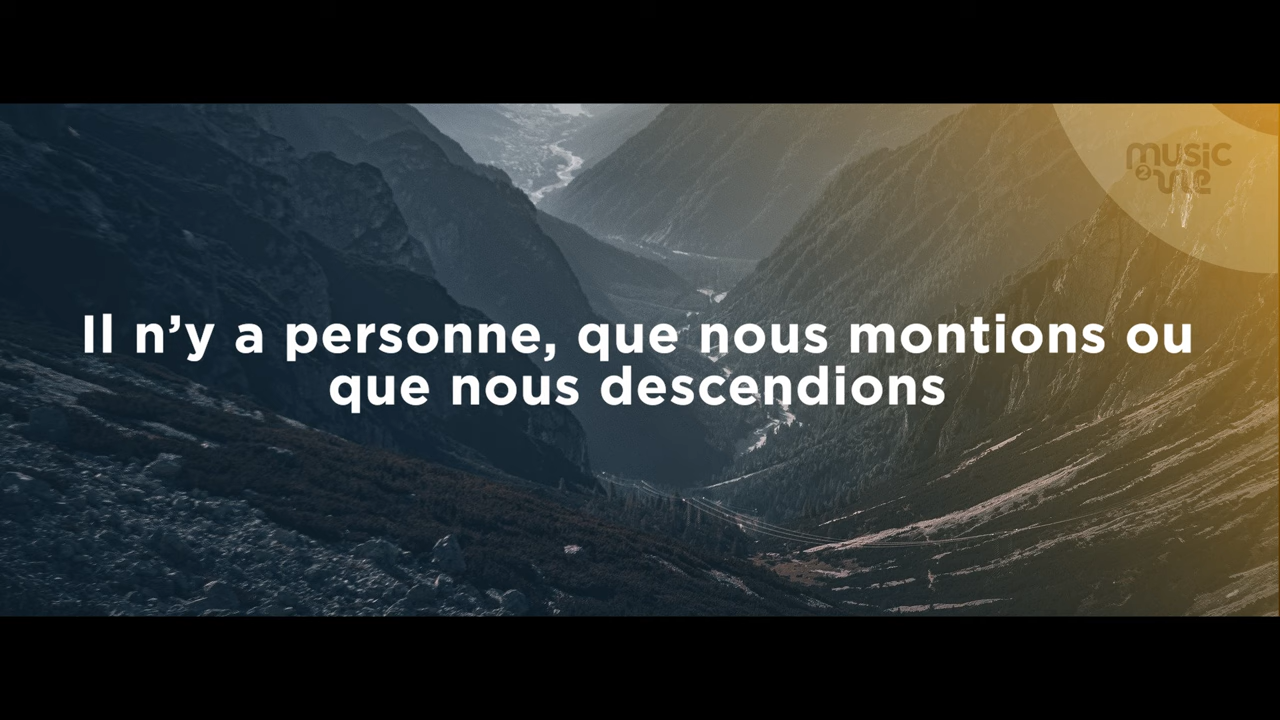 music
2 vie
Il n’y a personne, que nous montions ou
que nous descendions